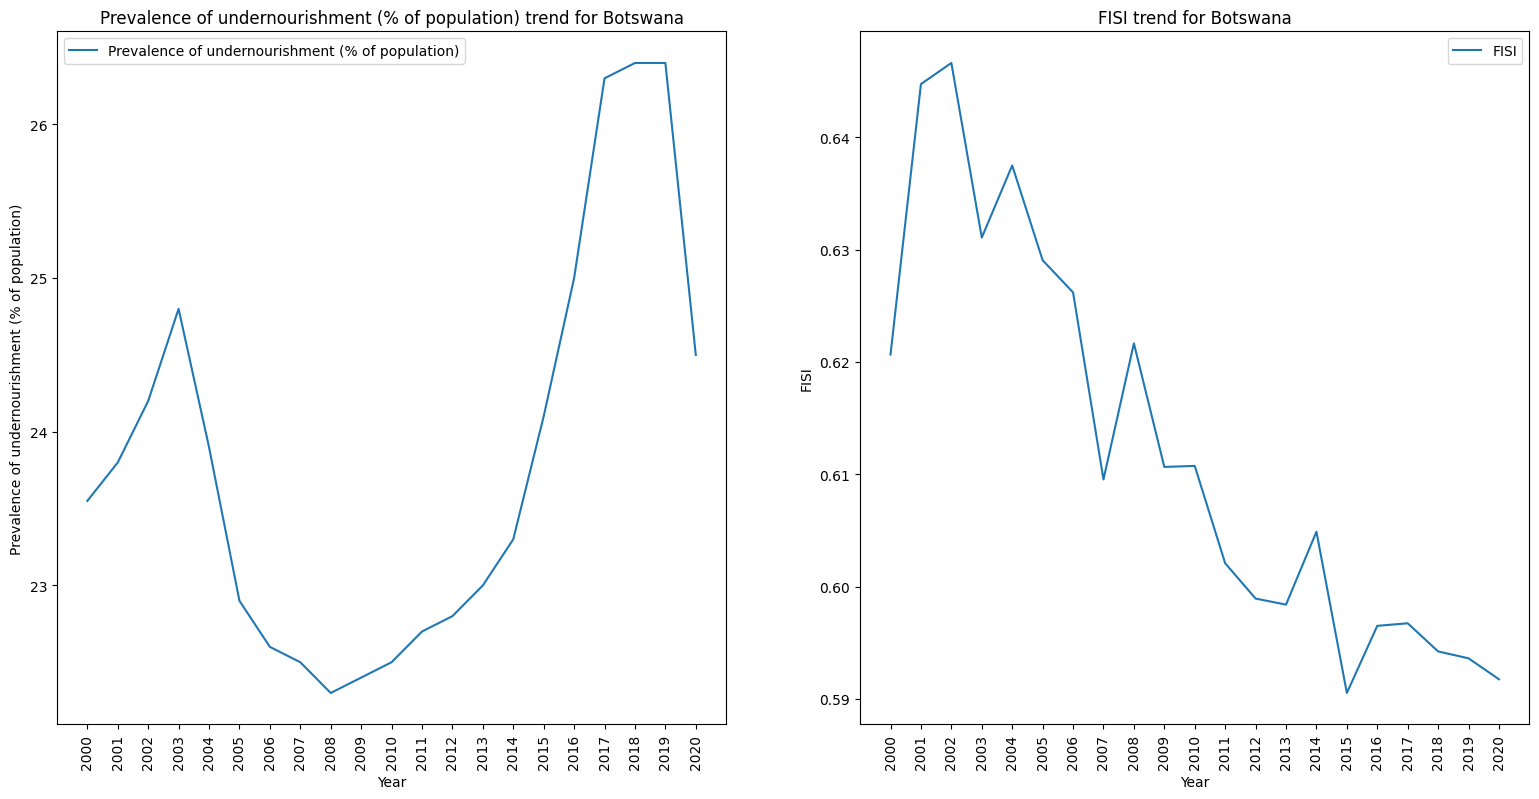 Prevalence of undernourishment (% of population) trend for Botswana
Prevalence of undernourishment (% of population)
Prevalence of undernourishment (% of population)
26
25
24
23
2000 2001 2002 2003 2004 2005 2006 2007 2008 2009 2010 2011 2012 2013 2014 2015 2016 2017 2018 2019 2020
Year
FISI trend for Botswana
FISI
FISI
0.64
0.63
0.62
0.61
0.60
0.59
2000 2001 2002 2003 2004 2005 2006 2007 2008 2009 2010 2011 2012 2013 2014 2015 2016 2017 2018 2019 2020
Year